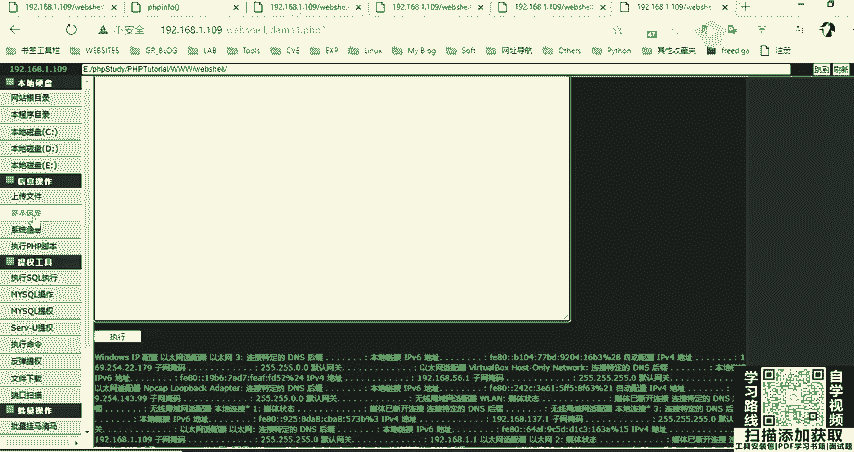 192.168.1.109/webshel
phpinfo()
192.168.1.109/webshel
192.168.1.109/webshel
192.168.1.109/webshel
192.168.1.109/webshel
不安全
192.168.1.109/webshell/damai.php
书签工具栏 WEBSITES GR_BLOG LAB Tools CVE EXP Linux My Blog Soft 网址导航 Others Python 其他收藏夹 freed go 注册
192.168.1.109
E:/phpStudy/PHPTutorial/WWW/webshell/
跳到 刷新
本地硬盘
网站根目录
本程序目录
本地磁盘(C:)
本地磁盘(D:)
本地磁盘(E:)
信息操作
上传文件
系统信息
执行PHP脚本
提权工具
执行SQL执行
MYSQL操作
MYSQL提权
Serv-U提权
执行命令
反弹提权
文件下载
端口扫描
批量操作
批量挂马清马
执行
Windows IP 配置 以太网适配器 以太网 3: 连接特定的 DNS 后缀 . . . . . . . : 本地链接 IPv6 地址. . . . . . . . : fe80::b104:77bd:9204:16b3%28 自动配置 IPv4 地址 . . . . . . . : 1
69.254.22.179 子网掩码 . . . . . . . . . . . . : 255.255.0.0 默认网关. . . . . . . . . . . . . : 以太网适配器 VirtualBox Host-Only Network: 连接特定的 DNS 后缀 . . . . . . . : 本地链接
IPv6 地址. . . . . . . . : fe80::19b6:7ad7:feaf:fd52%24 IPv4 地址 . . . . . . . . . . . . : 192.168.56.1 子网掩码 . . . . . . . . . . . . : 255.255.255.0 默认网关. . . . . . . . . . . . . :
以太网适配器 Npcap Loopback Adapter: 连接特定的 DNS 后缀 . . . . . . . : 本地链接 IPv6 地址. . . . . . . . : fe80::242c:3e61:5ff5:8f63%21 自动配置 IPv4 地址
54.143.99 子网掩码 . . . . . . . . . . . . : 255.255.0.0 默认网关. . . . . . . . . . . . . : 无线局域网适配器 WLAN: 媒体状态 . . . . . . . . . . . . : 媒体已断开连接 连接特定的 DNS 后
无线局域网适配器 本地连接* 1: 媒体状态 . . . . . . . . . . . . : 媒体已断开连接 连接特定的 DNS 后缀 . . . . . . . : 无线局域网适配器 本地连接* 3: 连接特定的 DNS 后
本地链接 IPv6 地址. . . . . . . . : fe80::925:8da8:cba8:573b%3 IPv4 地址 . . . . . . . . . . . . : 192.168.137.1 子网掩码 . . . . . . . . . . . . : 255.255.255.0 默认网
以太网适配器 以太网: 连接特定的 DNS 后缀 . . . . . . . : 本地链接 IPv6 地址. . . . . . . . : fe80::64af:9c5d:d1c3:163a%15 IPv4 地
192.168.1.109 子网掩码 . . . . . . . . . . . . : 255.255.255.0 默认网关. . . . . . . . . . . . . : 192.168.1.1 以太网适配器 以太网 2: 媒体状态 . . . . . . . . . . . . : 媒体已断开连接 连接
学习路线
自学视频
扫描添加获取
工具安装包|PDF学习书籍|面试题